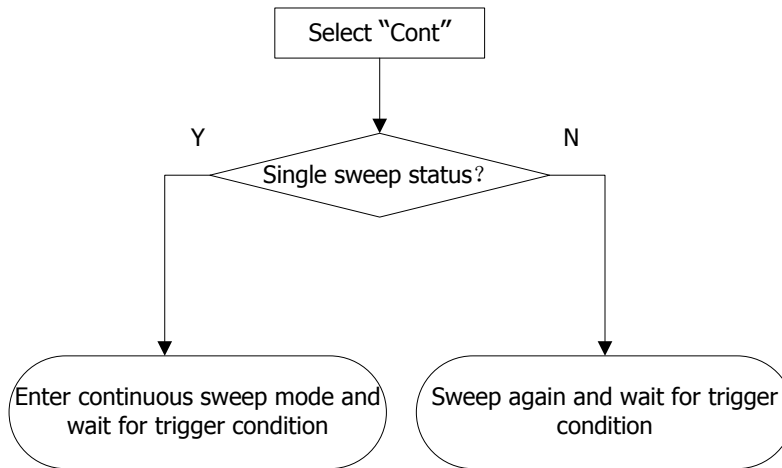 Select “Cont”
Y
N
Single sweep status？
Enter continuous sweep mode and
wait for trigger condition
Sweep again and wait for trigger
condition